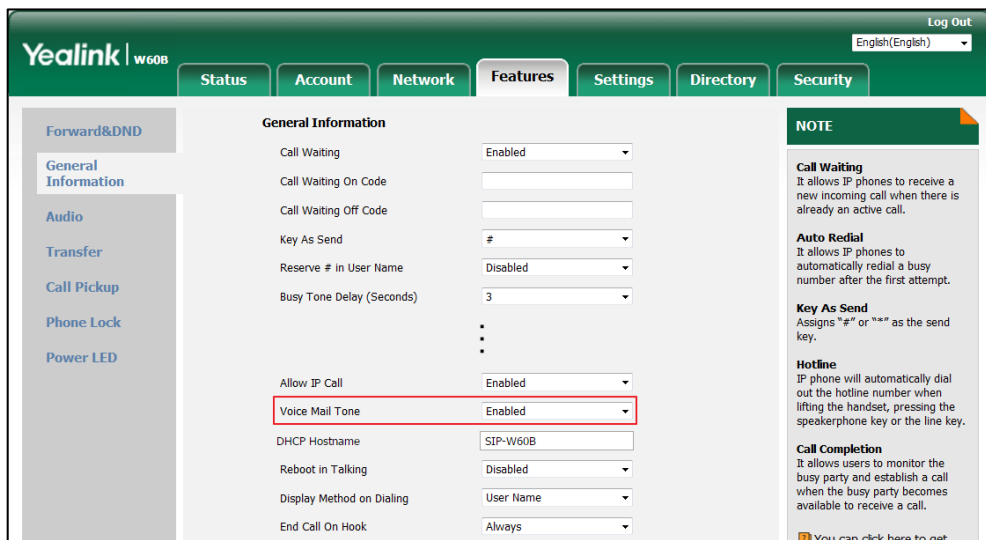 Log Out
Yealink | W60B
English(English)
Status Account Network Features Settings Directory Security
Forward&DND
General
Information
Audio
Transfer
Call Pickup
Phone Lock
Power LED
General Information
Call Waiting Enabled
Call Waiting On Code
Call Waiting Off Code
Key As Send #
Reserve # in User Name Disabled
Busy Tone Delay (Seconds) 3
Allow IP Call Enabled
Voice Mail Tone Enabled
DHCP Hostname SIP-W60B
Reboot in Talking Disabled
Display Method on Dialing User Name
End Call On Hook Always
NOTE
Call Waiting
It allows IP phones to receive a
new incoming call when there is
already an active call.
Auto Redial
It allows IP phones to
automatically redial a busy
number after the first attempt.
Key As Send
Assigns "#" or "*" as the send
key.
Hotline
IP phone will automatically dial
out the hotline number when
lifting the handset, pressing the
speakerphone key or the line key.
Call Completion
It allows users to monitor the
busy party and establish a call
when the busy party becomes
available to receive a call.
You can click here to get